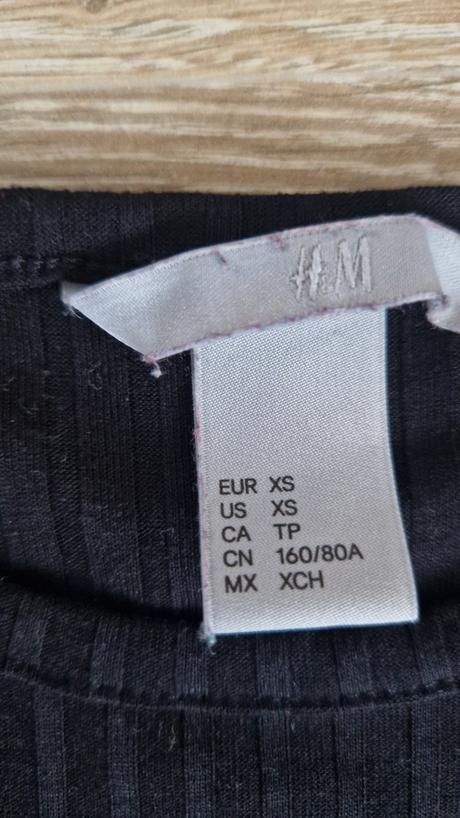 H&M
EUR XS
US XS
CA TP
CN 160/80A
MX XCH